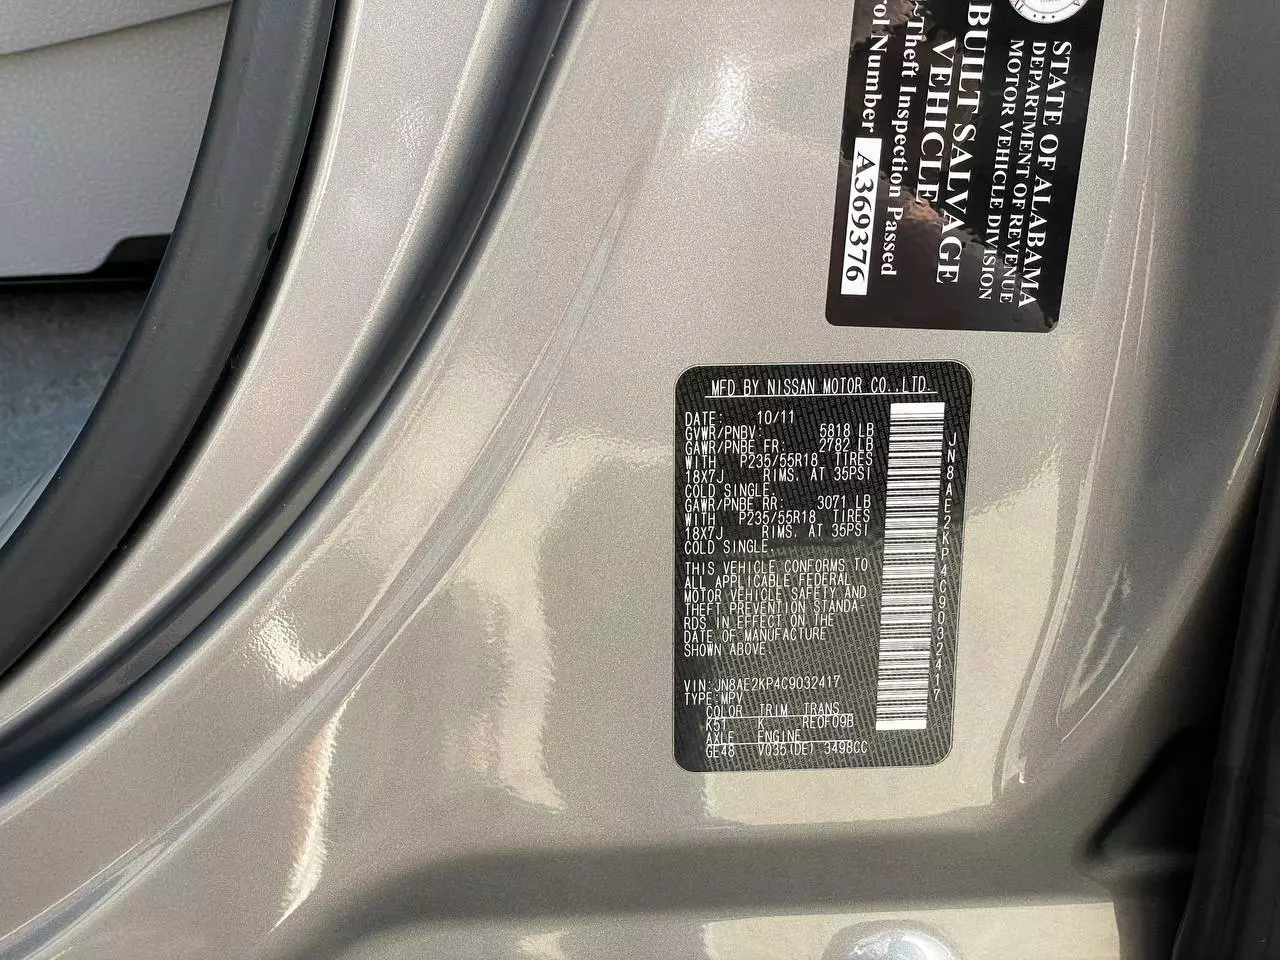 STATE OF ALABAMA
DEPARTMENT OF REVENUE
MOTOR VEHICLE DIVISION
BUILT SALVAGE
VEHICLE
Theft Inspection Passed
rol Number A369376
MFD BY NISSAN MOTOR CO.,LTD.
DATE: 10/11
GVWR/PNBV: 5818 LB
GAWR/PNBE FR: 2782 LB
WITH P235/55R18 TIRES
18X7J RIMS. AT 35PSI
COLD SINGLE.
GAWR/PNBE RR: 3071 LB
WITH P235/55R18 TIRES
18X7J RIMS. AT 35PSI
COLD SINGLE.
THIS VEHICLE CONFORMS TO
ALL APPLICABLE FEDERAL
MOTOR VEHICLE SAFETY AND
THEFT PREVENTION STANDA
RDS IN EFFECT ON THE
DATE OF MANUFACTURE
SHOWN ABOVE.
VIN:JN8AE2KP4C9032417
TYPE:MPV
COLOR TRIM TRANS
K51 K RE0F09B
AXLE ENGINE
GE48 V035(DE) 3498CC
JN8AE2KP4C9032417